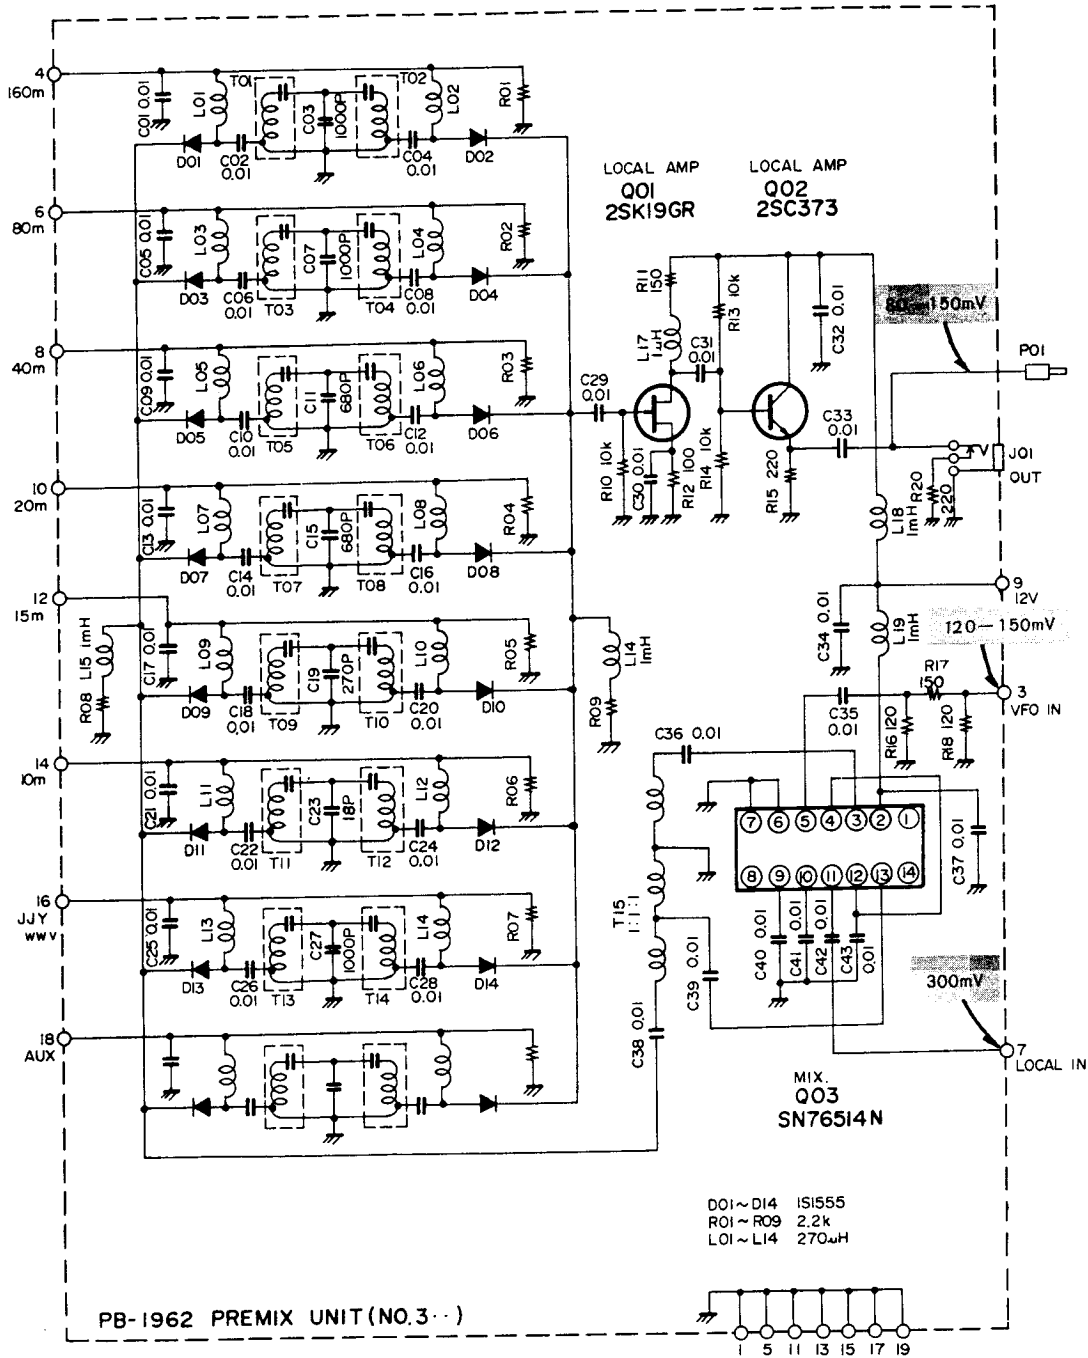 4
160m
C01 0.01
L01
T01
C03
1000P
T02
L02
R01
D01
C02
0.01
C04
0.01
D02
6
80m
C05 0.01
L03
C07
1000P
L04
R02
D03
C06
0.01
T03
T04
C08
0.01
D04
8
40m
C09 0.01
L05
C11
680P
L06
R03
D05
C10
0.01
T05
T06
C12
0.01
D06
10
20m
C13 0.01
L07
C15
680P
L08
R04
D07
C14
0.01
T07
T08
C16
0.01
D08
12
15m
L15 1mH
R08
C17 0.01
L09
C19
270P
L10
R05
D09
C18
0.01
T09
T10
C20
0.01
D10
L14
1mH
R09
14
10m
C21 0.01
L11
C23
18P
L12
R06
D11
C22
0.01
T11
T12
C24
0.01
D12
16
JJY
WWV
C25 0.01
L13
C27
1000P
L14
R07
D13
C26
0.01
T13
T14
C28
0.01
D14
18
AUX
LOCAL AMP
Q01
2SK19GR
LOCAL AMP
Q02
2SC373
R11
150
R13 10k
L17
1μH
C31
0.01
C32 0.01
80—150mV
P01
C29
0.01
R10 10k
C30 0.01
R12 100
R14 10k
R15 220
C33
0.01
V
J01
OUT
R20
220
L18
1mH
9
12V
C34 0.01
L19
1mH
120—150mV
R17
150
3
VFO IN
C35
0.01
R16 120
R18 120
C36 0.01
7 6 5 4 3 2 1
8 9 10 11 12 13 14
C37 0.01
T15
1:1:1
C39 0.01
C40 0.01
C41 0.01
C42 0.01
C43
0.01
C38 0.01
300mV
7
LOCAL IN
MIX.
Q03
SN76514N
D01~D14 1S1555
R01~R09 2.2k
L01~L14 270μH
PB-1962 PREMIX UNIT (NO.3··)
1 5 11 13 15 17 19